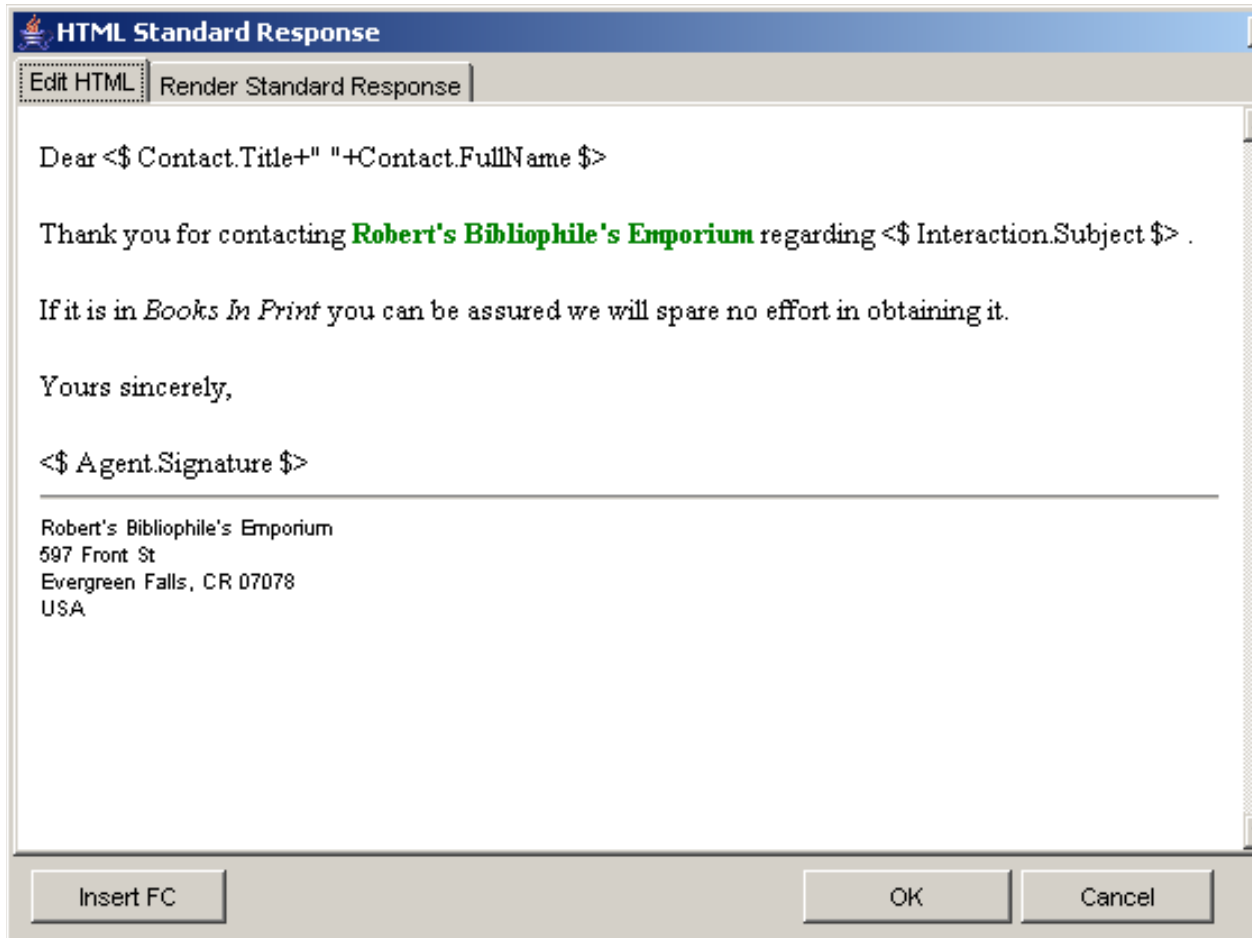 HTML Standard Response
Edit HTML Render Standard Response
Dear <$ Contact.Title+" "+Contact.FullName $>
Thank you for contacting Robert's Bibliophile's Emporium regarding <$ Interaction.Subject $> .
If it is in Books In Print you can be assured we will spare no effort in obtaining it.
Yours sincerely,
<$ Agent.Signature $>
Robert's Bibliophile's Emporium
597 Front St
Evergreen Falls, CR 07078
USA
Insert FC OK Cancel